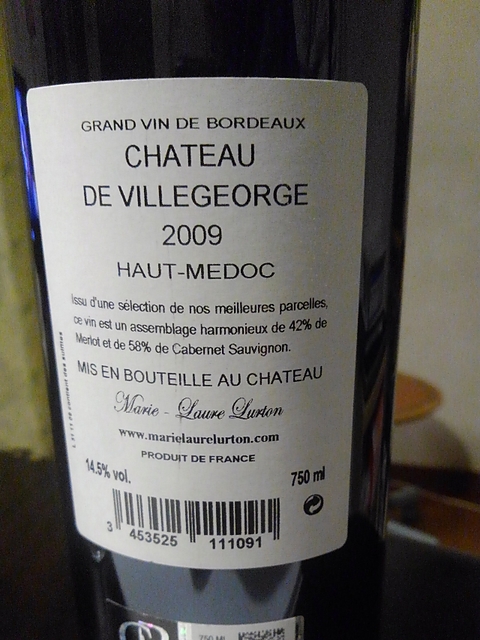 GRAND VIN DE BORDEAUX
CHATEAU
DE VILLEGEORGE
2009
HAUT-MEDOC
Issu d'une sélection de nos meilleures parcelles,
ce vin est un assemblage harmonieux de 42% de
Merlot et de 58% de Cabernet Sauvignon.
MIS EN BOUTEILLE AU CHATEAU
Marie - Laure Lurton
www.marielaurelurton.com
PRODUIT DE FRANCE
14.5% vol.
750 ml
3 453525 111091
750 ML